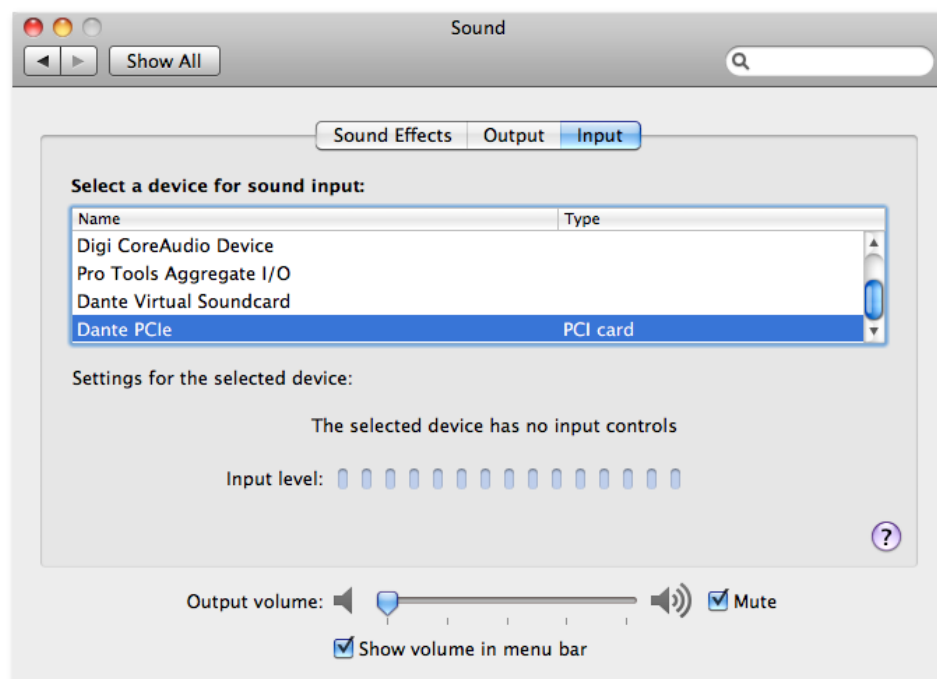 Sound
Show All
Sound Effects Output Input
Select a device for sound input:
Name Type
Digi CoreAudio Device
Pro Tools Aggregate I/O
Dante Virtual Soundcard
Dante PCIe PCI card
Settings for the selected device:
The selected device has no input controls
Input level:
?
Output volume: Mute
Show volume in menu bar